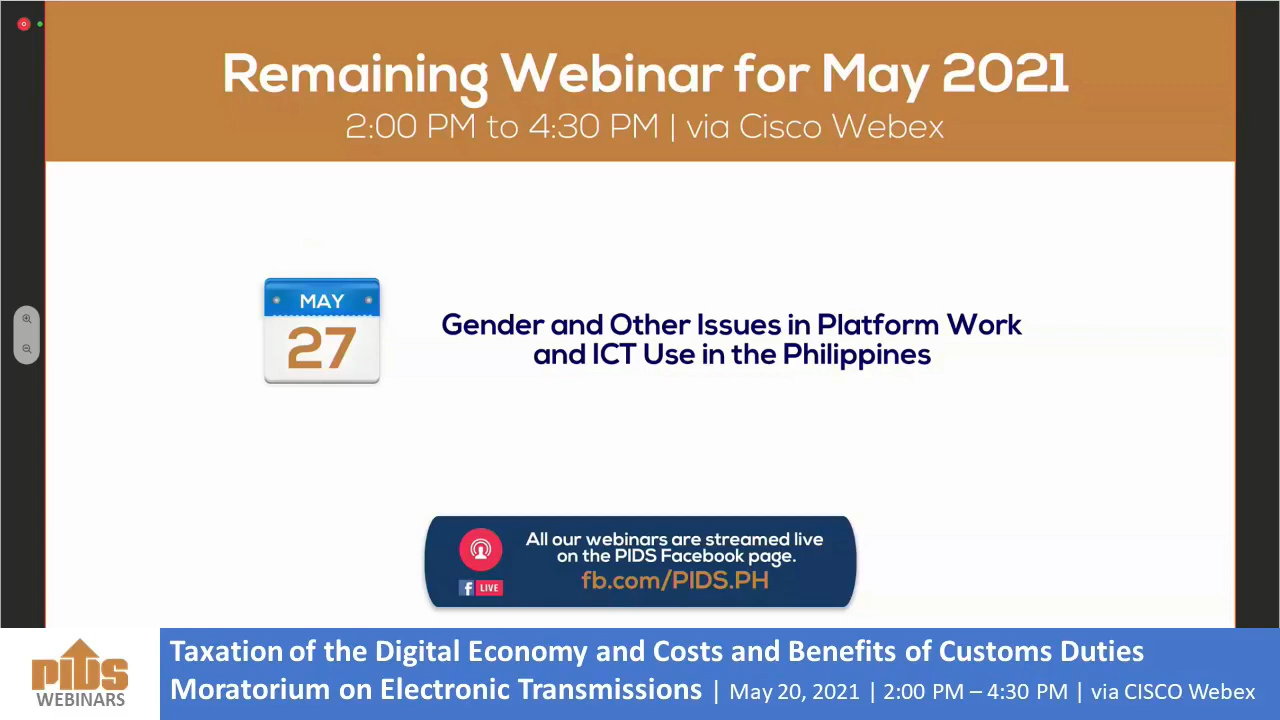 Remaining Webinar for May 2021
2:00 PM to 4:30 PM | via Cisco Webex
MAY
27
Gender and Other Issues in Platform Work
and ICT Use in the Philippines
All our webinars are streamed live
on the PIDS Facebook page.
fb.com/PIDS.PH
f LIVE
PIDS
WEBINARS
Taxation of the Digital Economy and Costs and Benefits of Customs Duties
Moratorium on Electronic Transmissions | May 20, 2021 | 2:00 PM – 4:30 PM | via CISCO Webex